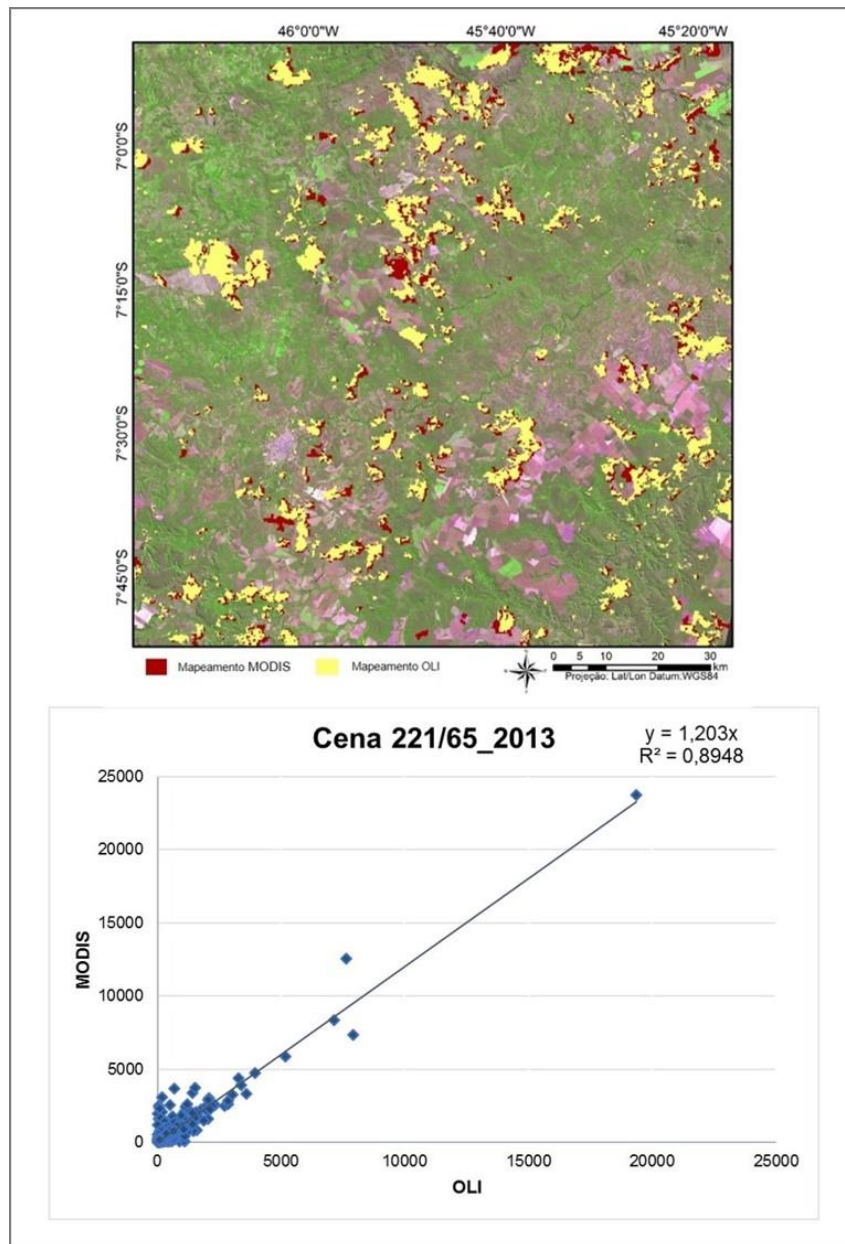 46°0'0"W 45°40'0"W 45°20'0"W
7°0'0"S
7°15'0"S
7°30'0"S
7°45'0"S
Mapeamento MODIS Mapeamento OLI
0 5 10 20 30
km
Projeção: Lat/Lon Datum:WGS84
Cena 221/65_2013
y = 1,203x
R² = 0,8948
25000
20000
15000
10000
5000
0
MODIS
0 5000 10000 15000 20000 25000
OLI